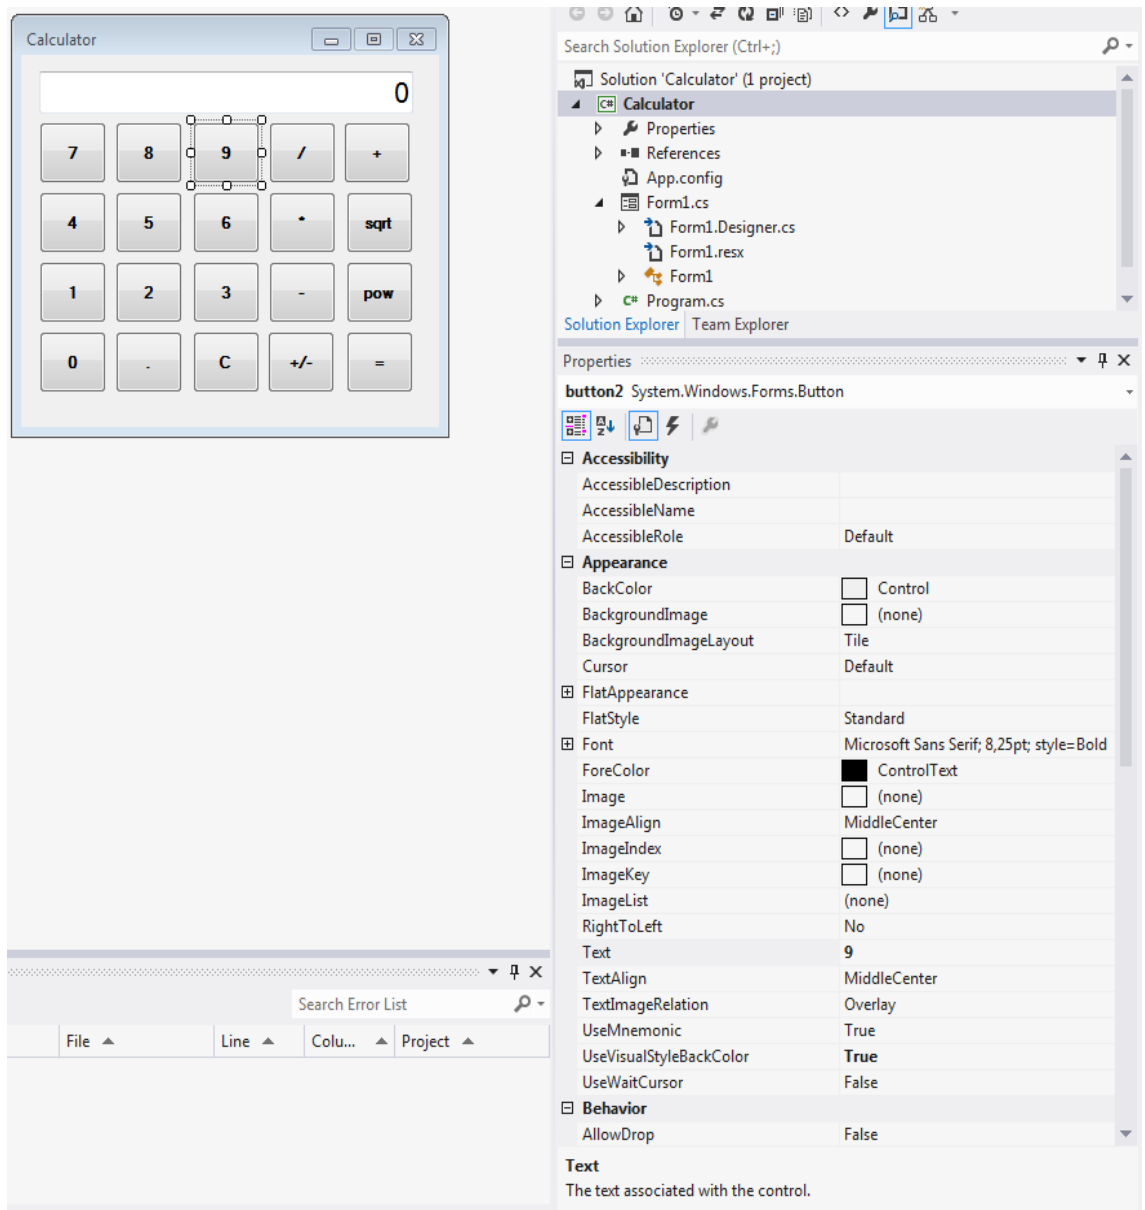 Calculator
0
7 8 9 / +
4 5 6 * sqrt
1 2 3 - pow
0 . C +/- =
Search Error List
File Line Colu... Project
Search Solution Explorer (Ctrl+;)
Solution 'Calculator' (1 project)
C# Calculator
Properties
References
App.config
Form1.cs
Form1.Designer.cs
Form1.resx
Form1
C# Program.cs
Solution Explorer Team Explorer
Properties
button2 System.Windows.Forms.Button
Accessibility
AccessibleDescription
AccessibleName
AccessibleRole Default
Appearance
BackColor Control
BackgroundImage (none)
BackgroundImageLayout Tile
Cursor Default
FlatAppearance
FlatStyle Standard
Font Microsoft Sans Serif; 8,25pt; style=Bold
ForeColor ControlText
Image (none)
ImageAlign MiddleCenter
ImageIndex (none)
ImageKey (none)
ImageList (none)
RightToLeft No
Text 9
TextAlign MiddleCenter
TextImageRelation Overlay
UseMnemonic True
UseVisualStyleBackColor True
UseWaitCursor False
Behavior
AllowDrop False
Text
The text associated with the control.